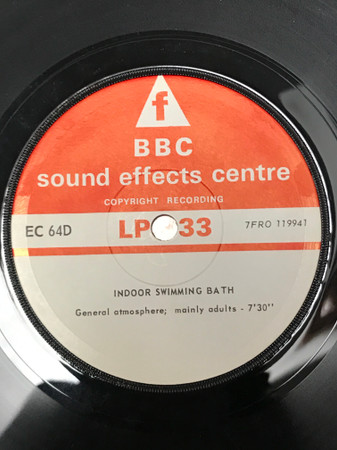 f
BBC
sound effects centre
COPYRIGHT RECORDING
EC 64D LP 33 7FRO 119941
INDOOR SWIMMING BATH
General atmosphere; mainly adults - 7'30"